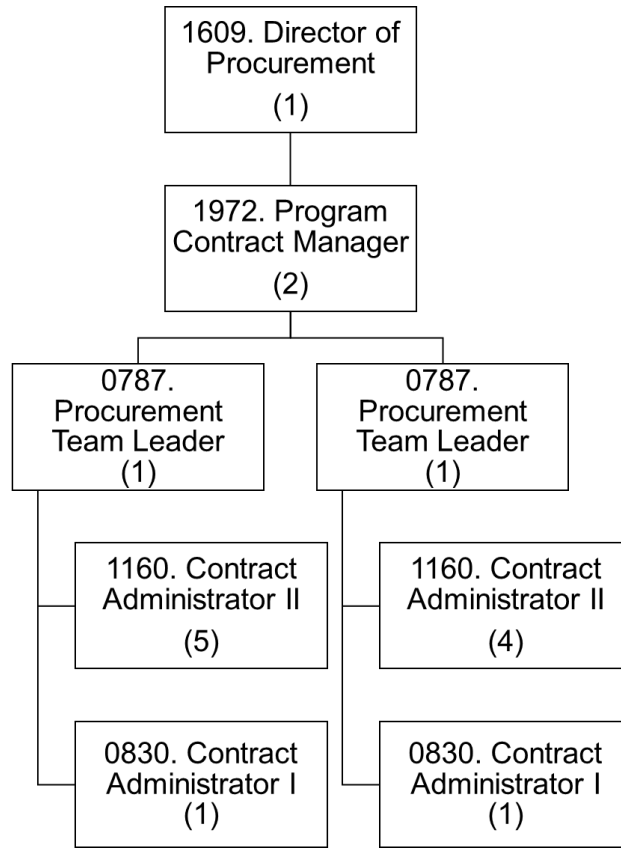 1609. Director of
Procurement
(1)
1972. Program
Contract Manager
(2)
0787.
Procurement
Team Leader
(1)
0787.
Procurement
Team Leader
(1)
1160. Contract
Administrator II
(5)
1160. Contract
Administrator II
(4)
0830. Contract
Administrator I
(1)
0830. Contract
Administrator I
(1)